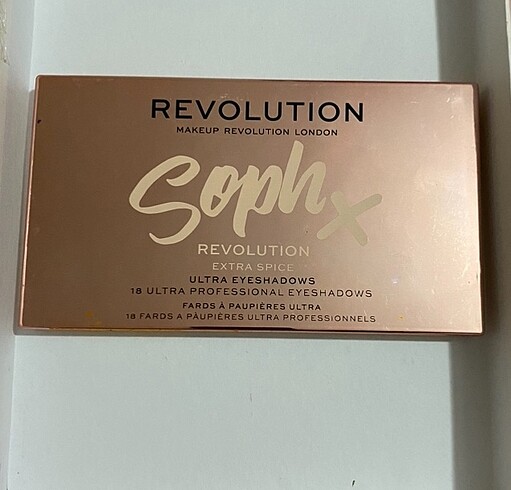 REVOLUTION
MAKEUP REVOLUTION LONDON
Soph x
REVOLUTION
EXTRA SPICE
ULTRA EYESHADOWS
18 ULTRA PROFESSIONAL EYESHADOWS
FARDS À PAUPIÈRES ULTRA
18 FARDS A PAUPIÈRES ULTRA PROFESSIONNELS